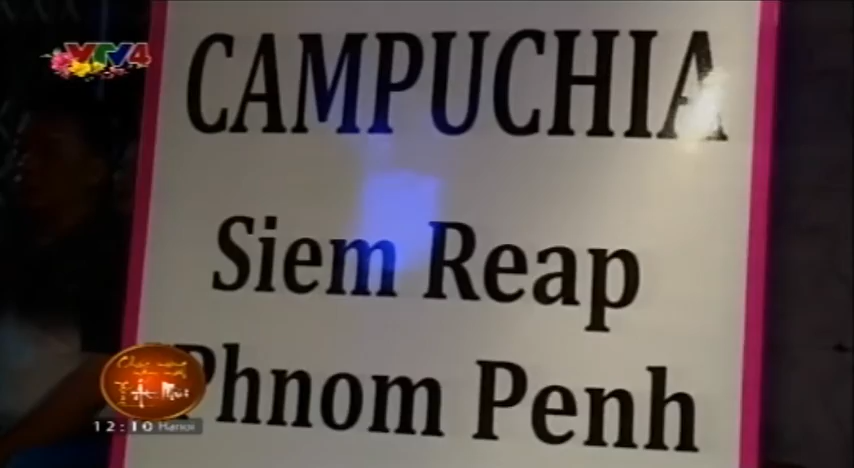 VTV4
CAMPUCHIA
Siem Reap
Phnom Penh
12:10 Hanoi